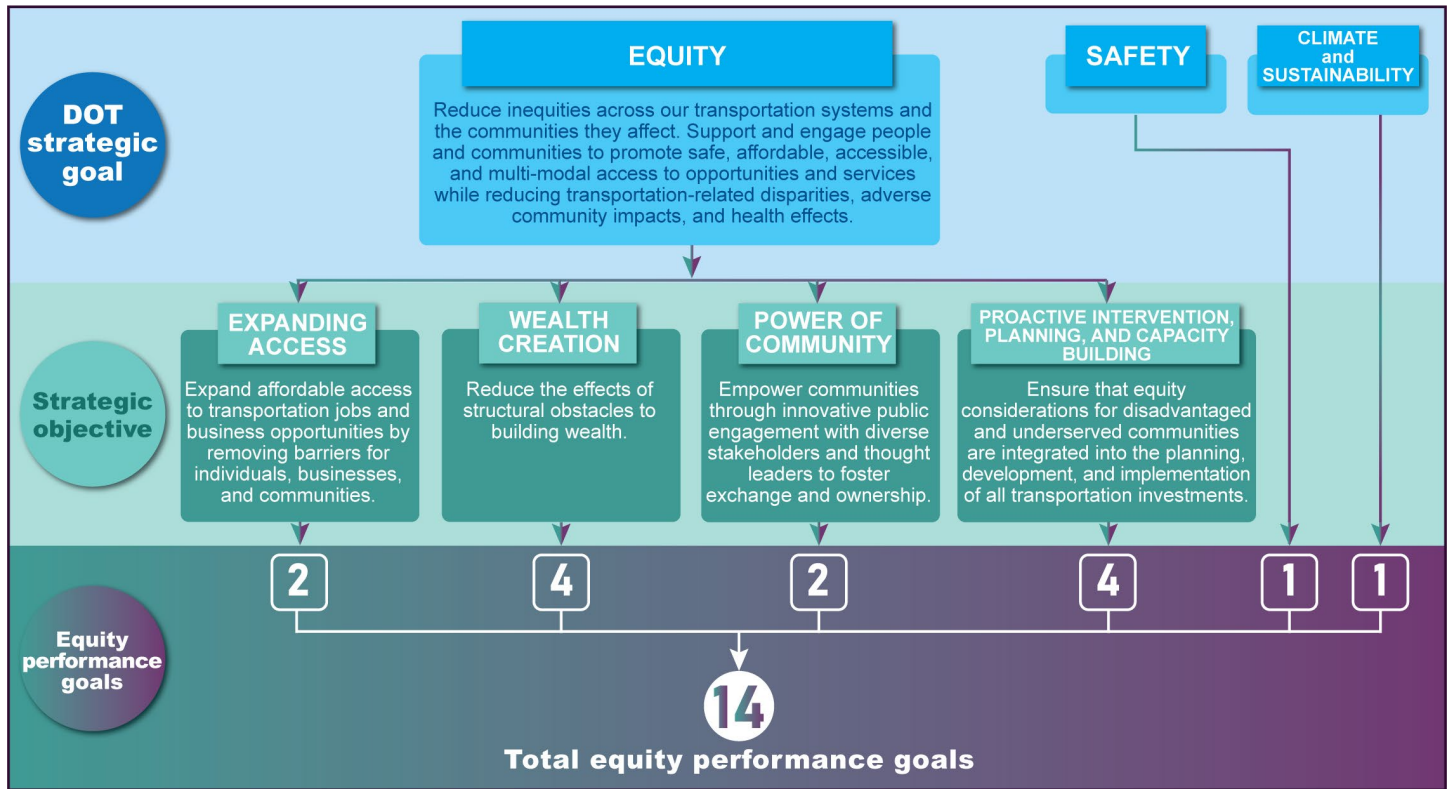 DOT
strategic
goal
EQUITY
Reduce inequities across our transportation systems and
the communities they affect. Support and engage people
and communities to promote safe, affordable, accessible,
and multi-modal access to opportunities and services
while reducing transportation-related disparities, adverse
community impacts, and health effects.
SAFETY
CLIMATE
and
SUSTAINABILITY
Strategic
objective
EXPANDING
ACCESS
Expand affordable access
to transportation jobs and
business opportunities by
removing barriers for
individuals, businesses,
and communities.
WEALTH
CREATION
Reduce the effects of
structural obstacles to
building wealth.
POWER OF
COMMUNITY
Empower communities
through innovative public
engagement with diverse
stakeholders and thought
leaders to foster
exchange and ownership.
PROACTIVE INTERVENTION,
PLANNING, AND CAPACITY
BUILDING
Ensure that equity
considerations for disadvantaged
and underserved communities
are integrated into the planning,
development, and implementation
of all transportation investments.
Equity
performance
goals
2
4
2
4
1
1
14
Total equity performance goals